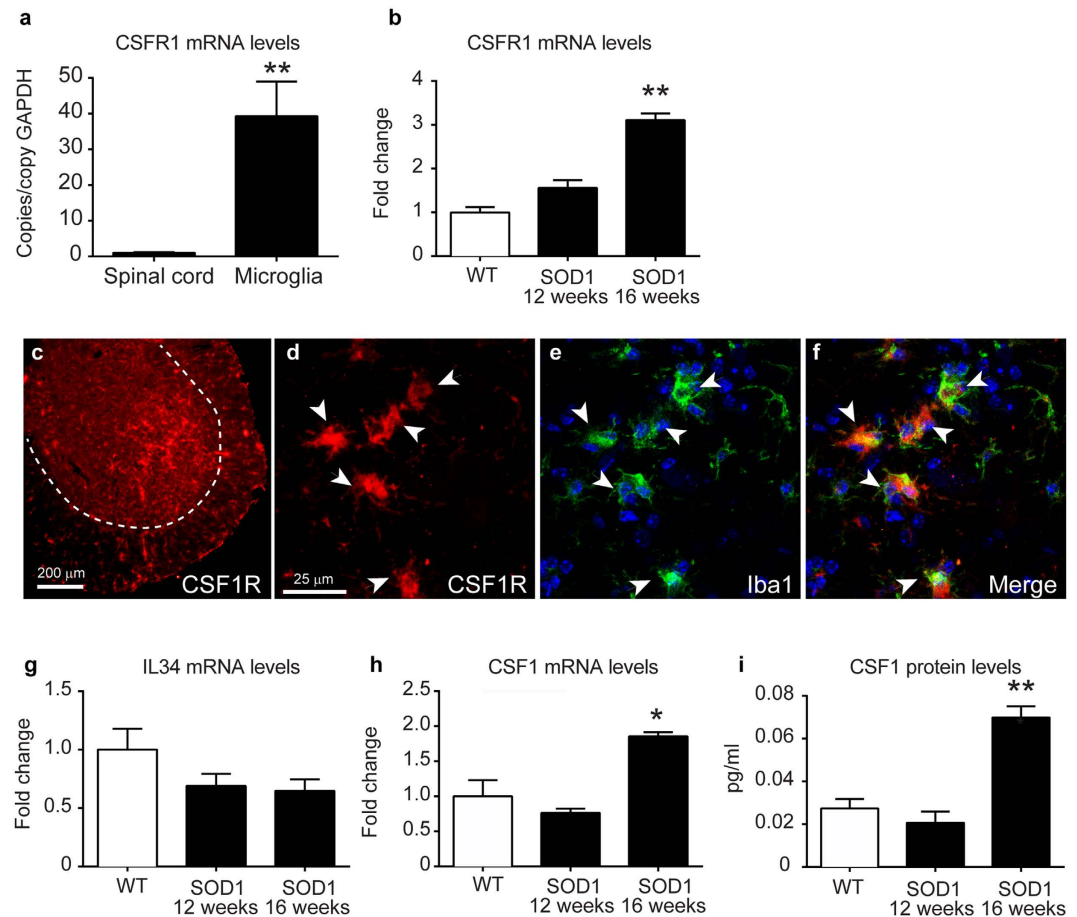 a
CSFR1 mRNA levels
**
Copies/copy GAPDH
50
40
30
20
10
0
Spinal cord
Microglia
b
CSFR1 mRNA levels
**
Fold change
4
3
2
1
0
WT
SOD1
12 weeks
SOD1
16 weeks
c
200 μm
CSF1R
d
25 μm
CSF1R
e
Iba1
f
Merge
g
IL34 mRNA levels
Fold change
1.5
1.0
0.5
0
WT
SOD1
12 weeks
SOD1
16 weeks
h
CSF1 mRNA levels
*
Fold change
2.0
1.5
1.0
0.5
0
WT
SOD1
12 weeks
SOD1
16 weeks
i
CSF1 protein levels
**
pg/ml
0.08
0.06
0.04
0.02
0
WT
SOD1
12 weeks
SOD1
16 weeks